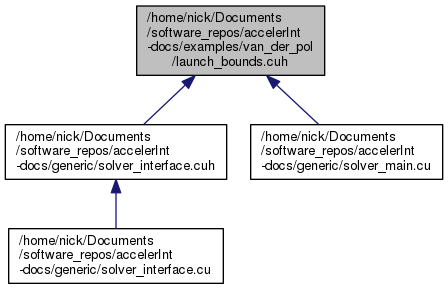 /home/nick/Documents
/software_repos/accelerInt
-docs/examples/van_der_pol
/launch_bounds.cuh
/home/nick/Documents
/software_repos/accelerInt
-docs/generic/solver_interface.cuh
/home/nick/Documents
/software_repos/accelerInt
-docs/generic/solver_main.cu
/home/nick/Documents
/software_repos/accelerInt
-docs/generic/solver_interface.cu